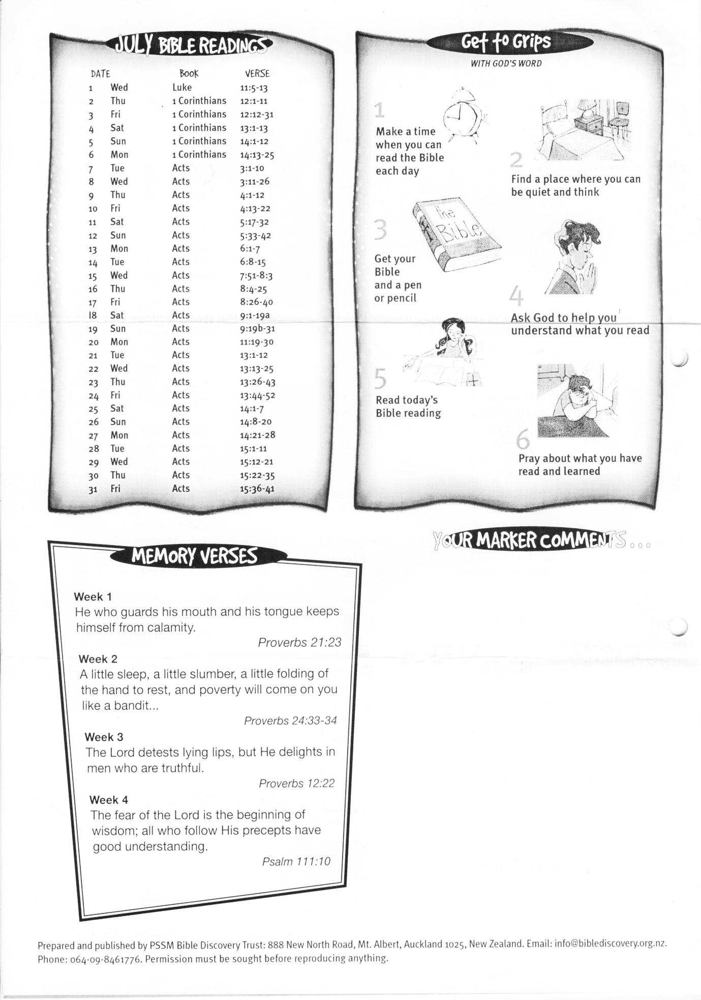 JULY BIBLE READINGS
DATE Book VERSE
1 Wed Luke 11:5-13
2 Thu 1 Corinthians 12:1-11
3 Fri 1 Corinthians 12:12-31
4 Sat 1 Corinthians 13:1-13
5 Sun 1 Corinthians 14:1-12
6 Mon 1 Corinthians 14:13-25
7 Tue Acts 3:1-10
8 Wed Acts 3:11-26
9 Thu Acts 4:1-12
10 Fri Acts 4:13-22
11 Sat Acts 5:17-32
12 Sun Acts 5:33-42
13 Mon Acts 6:1-7
14 Tue Acts 6:8-15
15 Wed Acts 7:51-8:3
16 Thu Acts 8:4-25
17 Fri Acts 8:26-40
18 Sat Acts 9:1-19a
19 Sun Acts 9:19b-31
20 Mon Acts 11:19-30
21 Tue Acts 13:1-12
22 Wed Acts 13:13-25
23 Thu Acts 13:26-43
24 Fri Acts 13:44-52
25 Sat Acts 14:1-7
26 Sun Acts 14:8-20
27 Mon Acts 14:21-28
28 Tue Acts 15:1-11
29 Wed Acts 15:12-21
30 Thu Acts 15:22-35
31 Fri Acts 15:36-41
Get to Grips
WITH GOD'S WORD
1
Make a time
when you can
read the Bible
each day
2
Find a place where you can
be quiet and think
3
the
Bible
Get your
Bible
and a pen
or pencil
4
Ask God to help you
understand what you read
5
Read today's
Bible reading
6
Pray about what you have
read and learned
MEMORY VERSES
Week 1
He who guards his mouth and his tongue keeps
himself from calamity.
Proverbs 21:23
Week 2
A little sleep, a little slumber, a little folding of
the hand to rest, and poverty will come on you
like a bandit...
Proverbs 24:33-34
Week 3
The Lord detests lying lips, but He delights in
men who are truthful.
Proverbs 12:22
Week 4
The fear of the Lord is the beginning of
wisdom; all who follow His precepts have
good understanding.
Psalm 111:10
YOUR MARKER COMMENTS...
Prepared and published by PSSM Bible Discovery Trust: 888 New North Road, Mt. Albert, Auckland 1025, New Zealand. Email: info@biblediscovery.org.nz.
Phone: 064-09-8461776. Permission must be sought before reproducing anything.